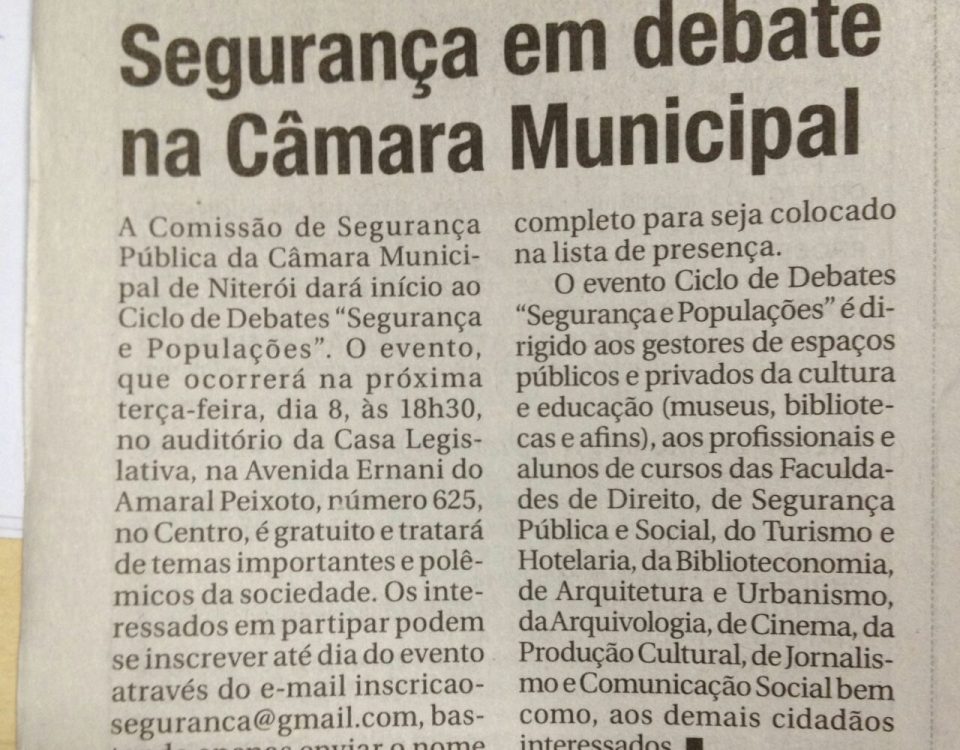 Segurança em debate
na Câmara Municipal
A Comissão de Segurança
Pública da Câmara Munici-
pal de Niterói dará início ao
Ciclo de Debates “Segurança
e Populações”. O evento,
que ocorrerá na próxima
terça-feira, dia 8, às 18h30,
no auditório da Casa Legis-
lativa, na Avenida Ernani do
Amaral Peixoto, número 625,
no Centro, é gratuito e tratará
de temas importantes e polê-
micos da sociedade. Os inte-
ressados em partipar podem
se inscrever até dia do evento
através do e-mail inscricao-
seguranca@gmail.com, bas-
tando apenas enviar o nome
completo para seja colocado
na lista de presença.
O evento Ciclo de Debates
“Segurança e Populações” é di-
rigido aos gestores de espaços
públicos e privados da cultura
e educação (museus, bibliote-
cas e afins), aos profissionais e
alunos de cursos das Faculda-
des de Direito, de Segurança
Pública e Social, do Turismo e
Hotelaria, da Biblioteconomia,
de Arquitetura e Urbanismo,
da Arquivologia, de Cinema, da
Produção Cultural, de Jornalis-
mo e Comunicação Social bem
como, aos demais cidadãos
interessados.